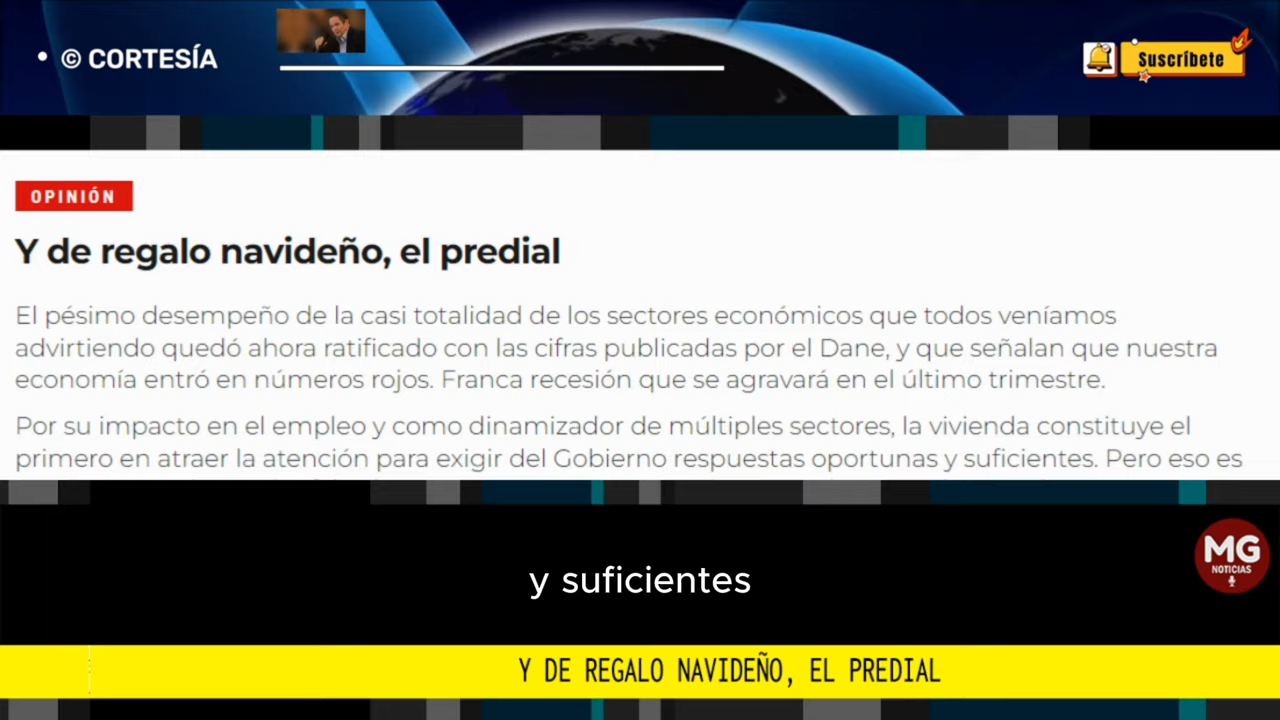 © CORTESÍA
Suscríbete
OPINIÓN
Y de regalo navideño, el predial
El pésimo desempeño de la casi totalidad de los sectores económicos que todos veníamos
advirtiendo quedó ahora ratificado con las cifras publicadas por el Dane, y que señalan que nuestra
economía entró en números rojos. Franca recesión que se agravará en el último trimestre.
Por su impacto en el empleo y como dinamizador de múltiples sectores, la vivienda constituye el
primero en atraer la atención para exigir del Gobierno respuestas oportunas y suficientes. Pero eso es
y suficientes
MG
NOTICIAS
Y DE REGALO NAVIDEÑO, EL PREDIAL